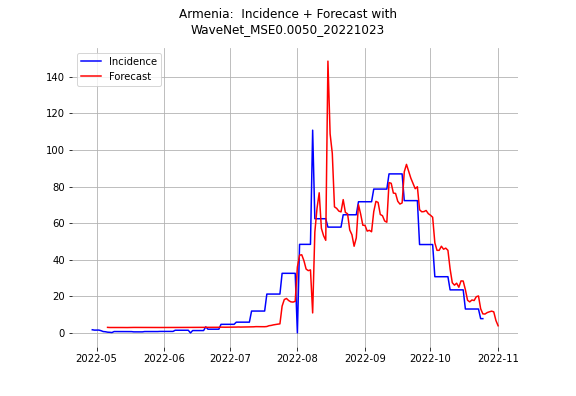 Armenia:  Incidence + Forecast with
WaveNet_MSE0.0050_20221023
Incidence
Forecast
140
120
100
80
60
40
20
0
2022-05 2022-06 2022-07 2022-08 2022-09 2022-10 2022-11